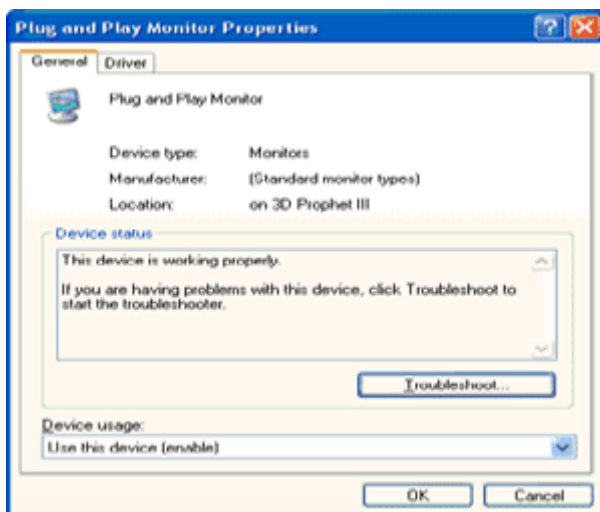 Plug and Play Monitor Properties
General Driver
Plug and Play Monitor
Device type: Monitors
Manufacturer: (Standard monitor types)
Location: on 3D Prophet III
Device status
This device is working properly.
If you are having problems with this device, click Troubleshoot to
start the troubleshooter.
Troubleshoot...
Device usage:
Use this device (enable)
OK Cancel